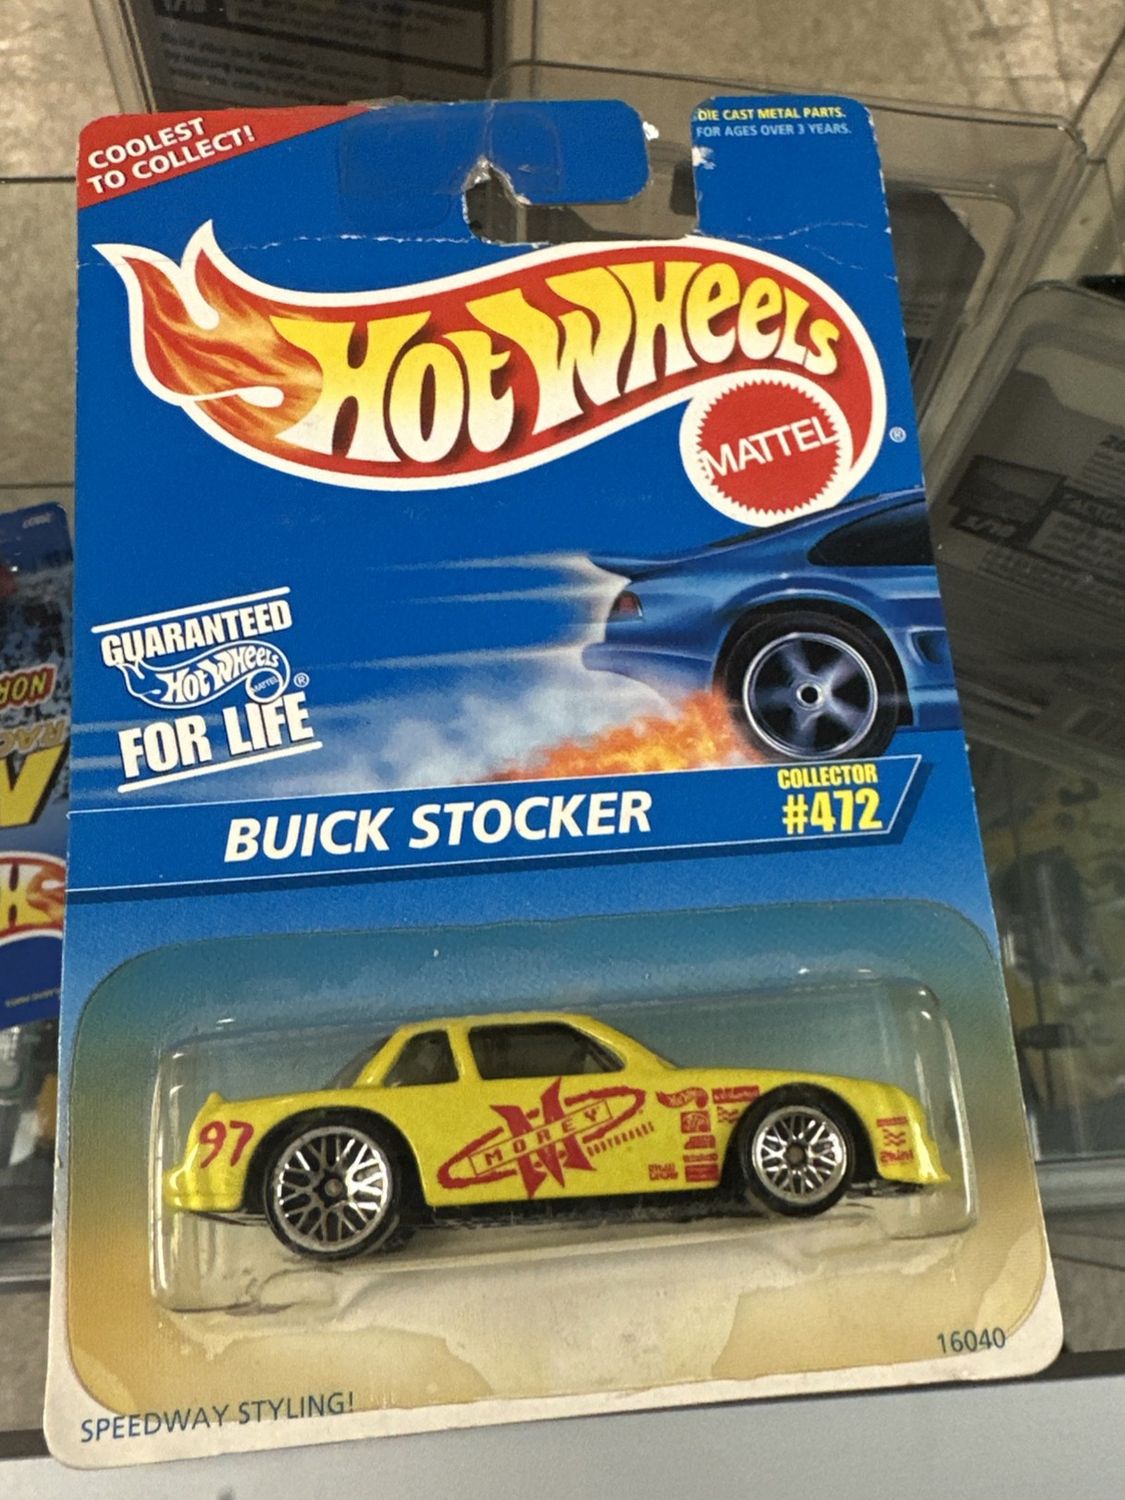 COOLEST
TO COLLECT!
DIE CAST METAL PARTS.
FOR AGES OVER 3 YEARS.
HOT WHEELS
MATTEL
®
GUARANTEED
HOT WHEELS
MATTEL
®
FOR LIFE
COLLECTOR
#472
BUICK STOCKER
97
M
MOREY
16040
SPEEDWAY STYLING!